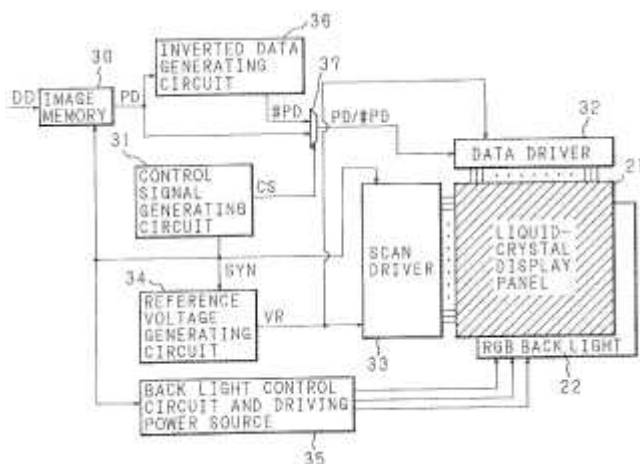 36
INVERTED DATA
GENERATING
CIRCUIT
30
37
DD
IMAGE
MEMORY
PD
#PD
PD/#PD
32
DATA DRIVER
31
CONTROL
SIGNAL
GENERATING
CIRCUIT
CS
21
SCAN
DRIVER
LIQUID-
CRYSTAL
DISPLAY
PANEL
SYN
34
REFERENCE
VOLTAGE
GENERATING
CIRCUIT
VR
33
RGB BACK LIGHT
22
BACK LIGHT CONTROL
CIRCUIT AND DRIVING
POWER SOURCE
35